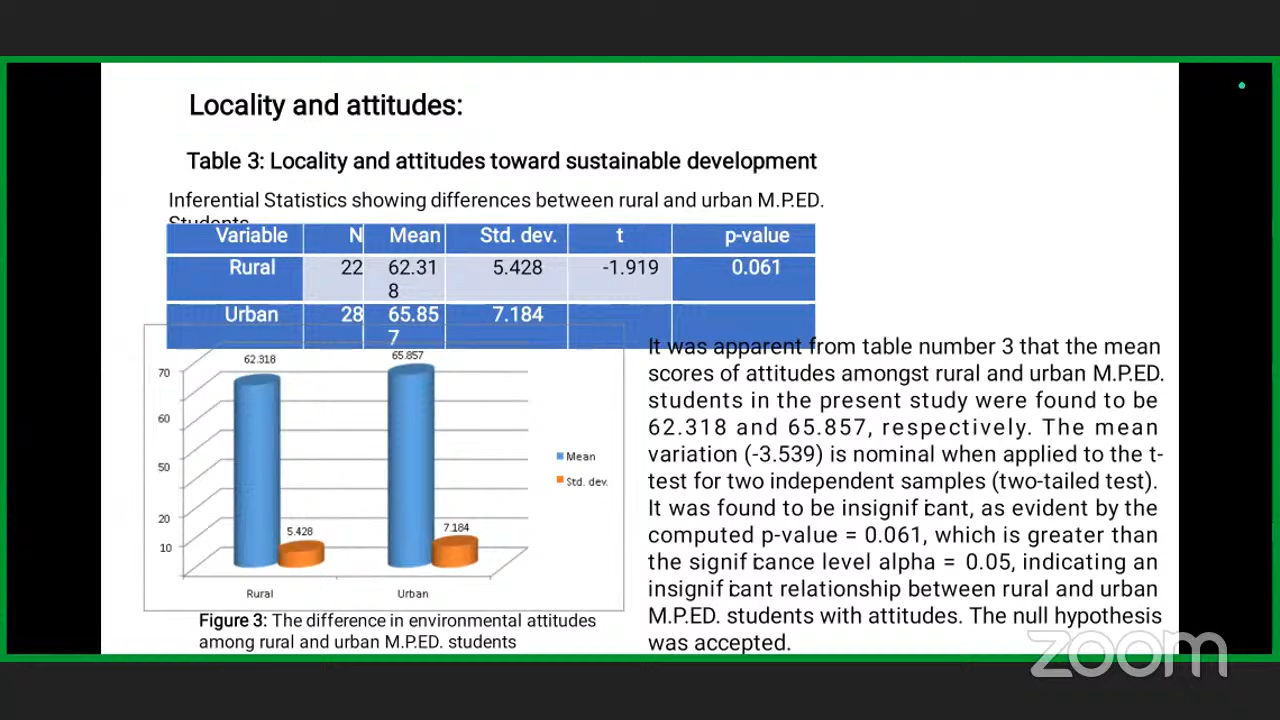 Locality and attitudes:
Table 3: Locality and attitudes toward sustainable development
Inferential Statistics showing differences between rural and urban M.P.ED.
Students
Variable N Mean Std. dev. t p-value
Rural 22 62.31 5.428 -1.919 0.061
8
Urban 28 65.85 7.184
7
62.318
65.857
70
60
50
20
10
5.428
7.184
Mean
Std. dev.
Rural
Urban
Figure 3: The difference in environmental attitudes
among rural and urban M.P.ED. students
It was apparent from table number 3 that the mean
scores of attitudes amongst rural and urban M.P.ED.
students in the present study were found to be
62.318 and 65.857, respectively. The mean
variation (-3.539) is nominal when applied to the t-
test for two independent samples (two-tailed test).
It was found to be insignificant, as evident by the
computed p-value = 0.061, which is greater than
the significance level alpha = 0.05, indicating an
insignificant relationship between rural and urban
M.P.ED. students with attitudes. The null hypothesis
was accepted.
zoom